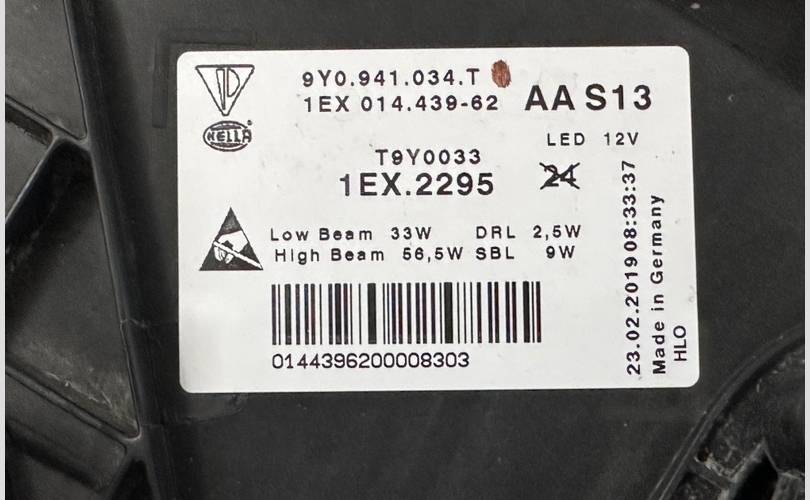 9Y0.941.034.T
1EX 014.439-62
AA S13
HELLA
LED 12V
T9Y0033
1EX.2295
24
Low Beam 33W DRL 2,5W
High Beam 56,5W SBL 9W
0144396200008303
23.02.2019 08:33:37
Made in Germany
HLO